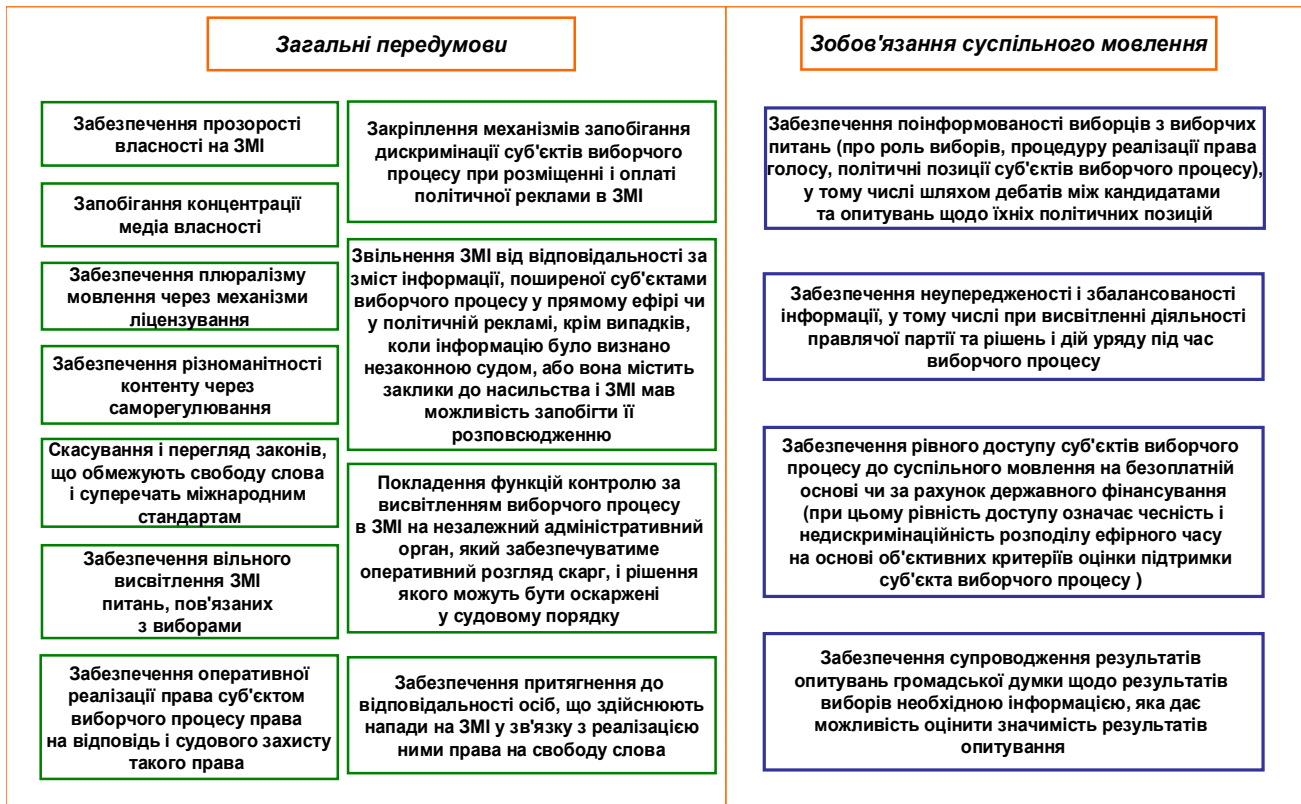 Загальні передумови
Забезпечення прозорості
власності на ЗМІ
Запобігання концентрації
медіа власності
Забезпечення плюралізму
мовлення через механізми
ліцензування
Забезпечення різноманітності
контенту через
саморегулювання
Скасування і перегляд законів,
що обмежують свободу слова
і суперечать міжнародним
стандартам
Забезпечення вільного
висвітлення ЗМІ
питань, пов'язаних
з виборами
Забезпечення оперативної
реалізації права суб'єктом
виборчого процесу права
на відповідь і судового захисту
такого права
Закріплення механізмів запобігання
дискримінації суб'єктів виборчого
процесу при розміщенні і оплаті
політичної реклами в ЗМІ
Звільнення ЗМІ від відповідальності за
зміст інформації, поширеної суб'єктами
виборчого процесу у прямому ефірі чи
у політичній рекламі, крім випадків,
коли інформацію було визнано
незаконною судом, або вона містить
заклики до насильства і ЗМІ мав
можливість запобігти її
розповсюдженню
Покладення функцій контролю за
висвітленням виборчого процесу
в ЗМІ на незалежний адміністративний
орган, який забезпечуватиме
оперативний розгляд скарг, і рішення
якого можуть бути оскаржені
у судовому порядку
Забезпечення притягнення до
відповідальності осіб, що здійснюють
напади на ЗМІ у зв'язку з реалізацією
ними права на свободу слова
Зобов'язання суспільного мовлення
Забезпечення поінформованості виборців з виборчих
питань (про роль виборів, процедуру реалізації права
голосу, політичні позиції суб'єктів виборчого процесу),
у тому числі шляхом дебатів між кандидатами
та опитувань щодо їхніх політичних позицій
Забезпечення неупередженості і збалансованості
інформації, у тому числі при висвітленні діяльності
правлячої партії та рішень і дій уряду під час
виборчого процесу
Забезпечення рівного доступу суб'єктів виборчого
процесу до суспільного мовлення на безоплатній
основі чи за рахунок державного фінансування
(при цьому рівність доступу означає чесність і
недискримінаційність розподілу ефірного часу
на основі об'єктивних критеріїв оцінки підтримки
суб'єкта виборчого процесу )
Забезпечення супроводження результатів
опитувань громадської думки щодо результатів
виборів необхідною інформацією, яка дає
можливість оцінити значимість результатів
опитування